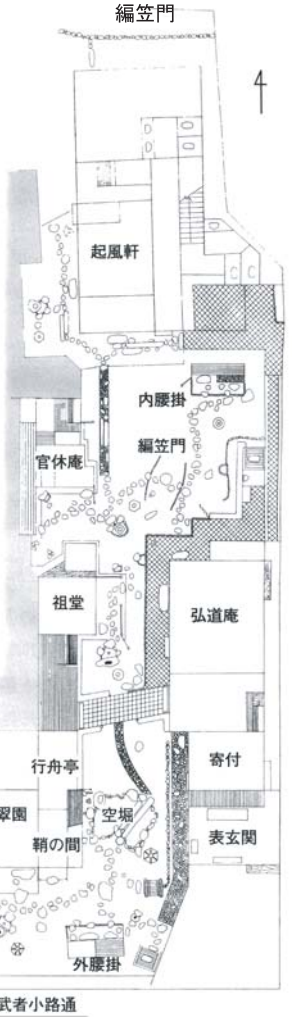 編笠門
起風軒
内腰掛
編笠門
官休庵
祖堂
弘道庵
行舟亭
寄付
翠園
空堀
鞘の間
表玄関
外腰掛
武者小路通